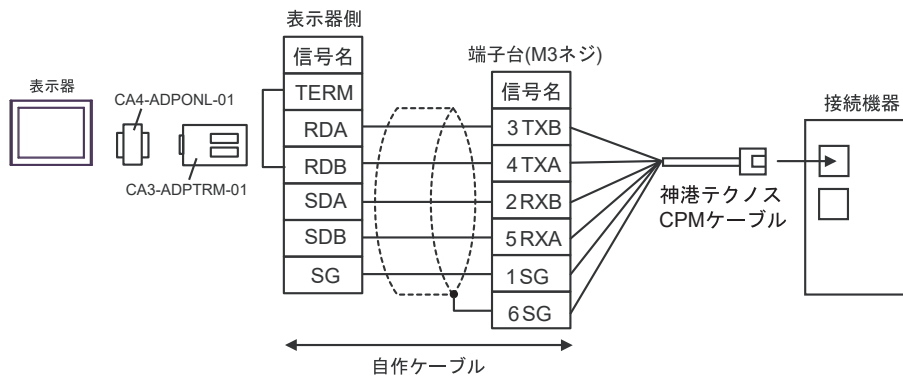 表示器
CA4-ADPONL-01
CA3-ADPTRM-01
表示器側
信号名
TERM
RDA
RDB
SDA
SDB
SG
端子台(M3ネジ)
信号名
3 TXB
4 TXA
2 RXB
5 RXA
1 SG
6 SG
自作ケーブル
神港テクノス
CPMケーブル
接続機器